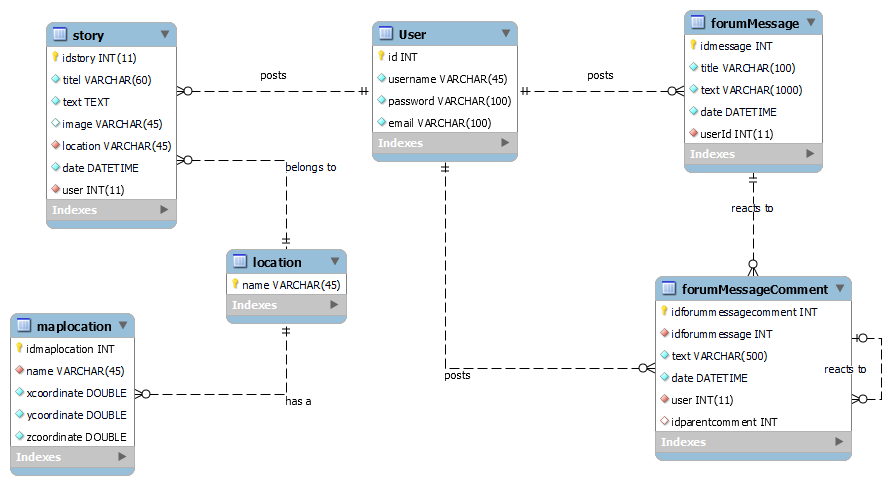 story
idstory INT(11)
titel VARCHAR(60)
text TEXT
image VARCHAR(45)
location VARCHAR(45)
date DATETIME
user INT(11)
Indexes
posts
User
id INT
username VARCHAR(45)
password VARCHAR(100)
email VARCHAR(100)
Indexes
posts
forumMessage
idmessage INT
title VARCHAR(100)
text VARCHAR(1000)
date DATETIME
userId INT(11)
Indexes
belongs to
reacts to
location
name VARCHAR(45)
Indexes
maplocation
idmaplocation INT
name VARCHAR(45)
xcoordinate DOUBLE
ycoordinate DOUBLE
zcoordinate DOUBLE
Indexes
has a
posts
forumMessageComment
idforummessagecomment INT
idforummessage INT
text VARCHAR(500)
date DATETIME
user INT(11)
idparentcomment INT
Indexes
reacts to